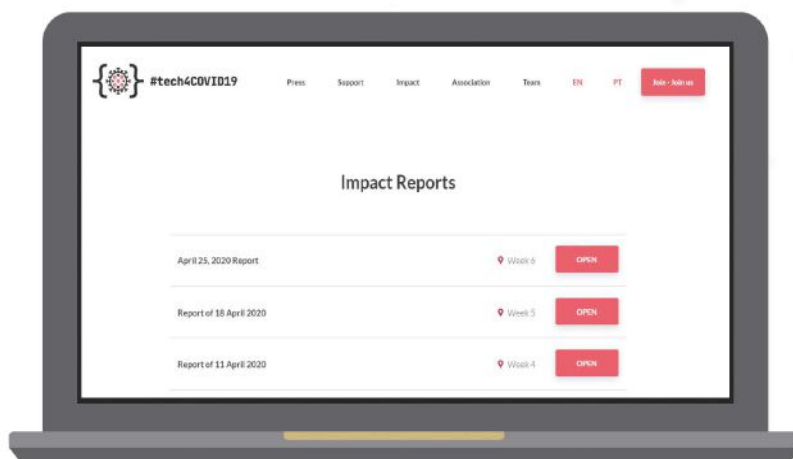 #tech4COVID19 Press Support Impact Association Team EN PT Join - Join us
Impact Reports
April 25, 2020 Report Week 6 OPEN
Report of 18 April 2020 Week 5 OPEN
Report of 11 April 2020 Week 4 OPEN